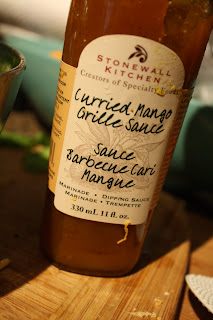 STONEWALL
KITCHEN
Creators of Specialty
Curried Mango
Grille Sauce
Sauce
Barbecue Cari
Mangue
MARINADE • DIPPING SAUCE
MARINADE • TREMPETTE
330 mL 11 fl. oz.